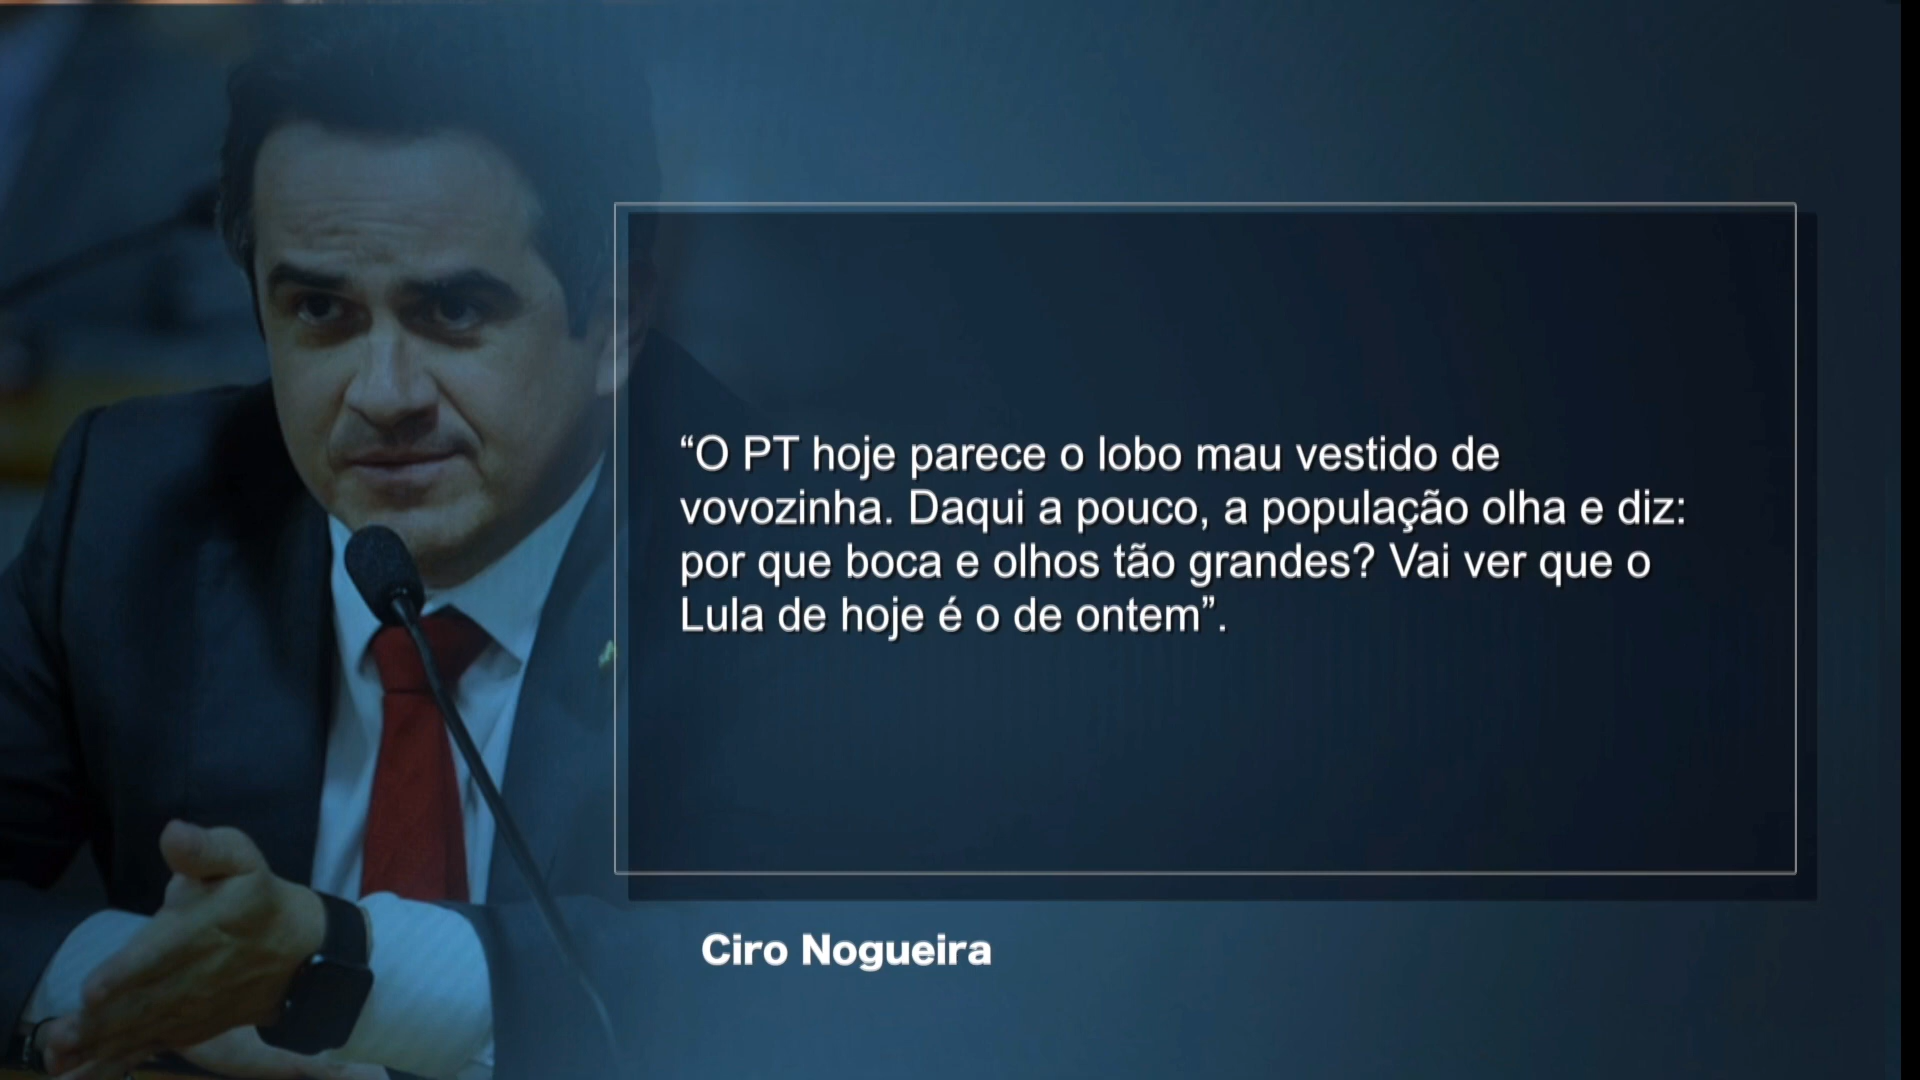 “O PT hoje parece o lobo mau vestido de
vovozinha. Daqui a pouco, a população olha e diz:
por que boca e olhos tão grandes? Vai ver que o
Lula de hoje é o de ontem”.
Ciro Nogueira